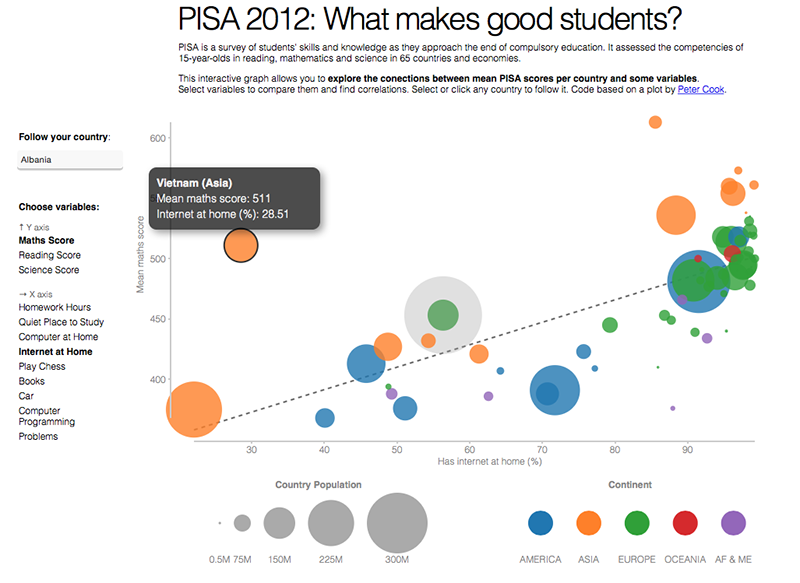 PISA 2012: What makes good students?
PISA is a survey of students' skills and knowledge as they approach the end of compulsory education. It assessed the competencies of
15-year-olds in reading, mathematics and science in 65 countries and economies.
This interactive graph allows you to explore the conections between mean PISA scores per country and some variables.
Select variables to compare them and find correlations. Select or click any country to follow it. Code based on a plot by Peter Cook.
Follow your country:
Albania
Choose variables:
↑ Y axis
Maths Score
Reading Score
Science Score
→ X axis
Homework Hours
Quiet Place to Study
Computer at Home
Internet at Home
Play Chess
Books
Car
Computer
Programming
Problems
Vietnam (Asia)
Mean maths score: 511
Internet at home (%): 28.51
Mean maths score
600
500
450
400
30
40
50
60
70
80
90
Has internet at home (%)
Country Population
0.5M 75M 150M 225M 300M
Continent
AMERICA ASIA EUROPE OCEANIA AF & ME